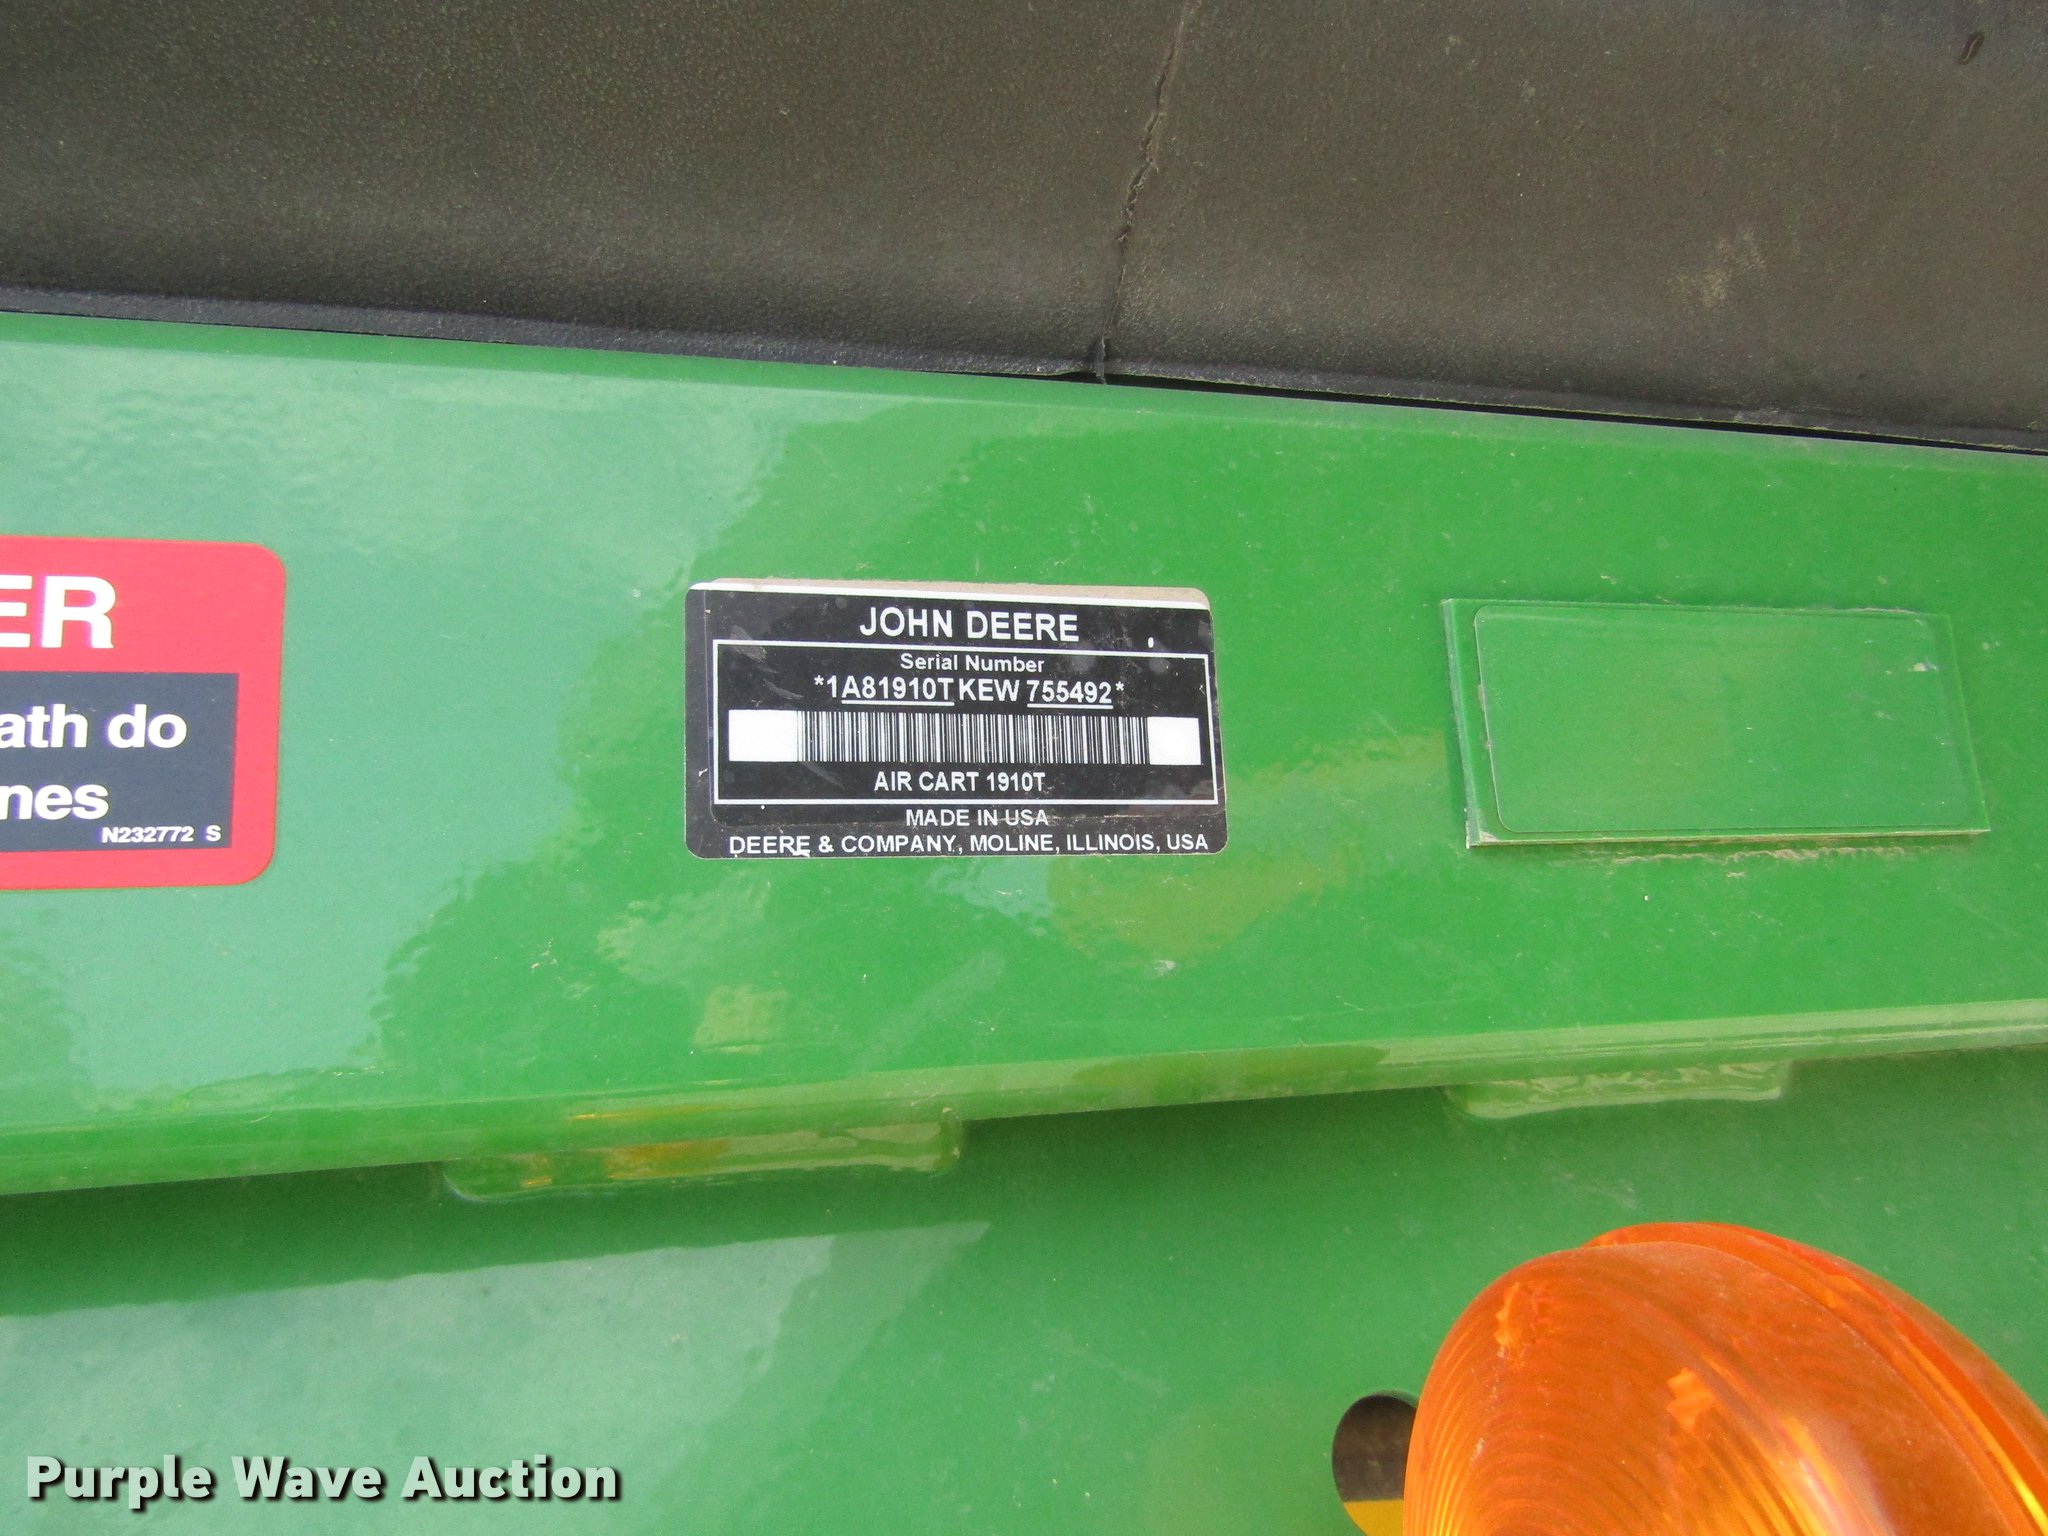 ER
ath do
nes
N232772 S
JOHN DEERE
Serial Number
*1A81910TKEW755492*
AIR CART 1910T
MADE IN USA
DEERE & COMPANY, MOLINE, ILLINOIS, USA
Purple Wave Auction